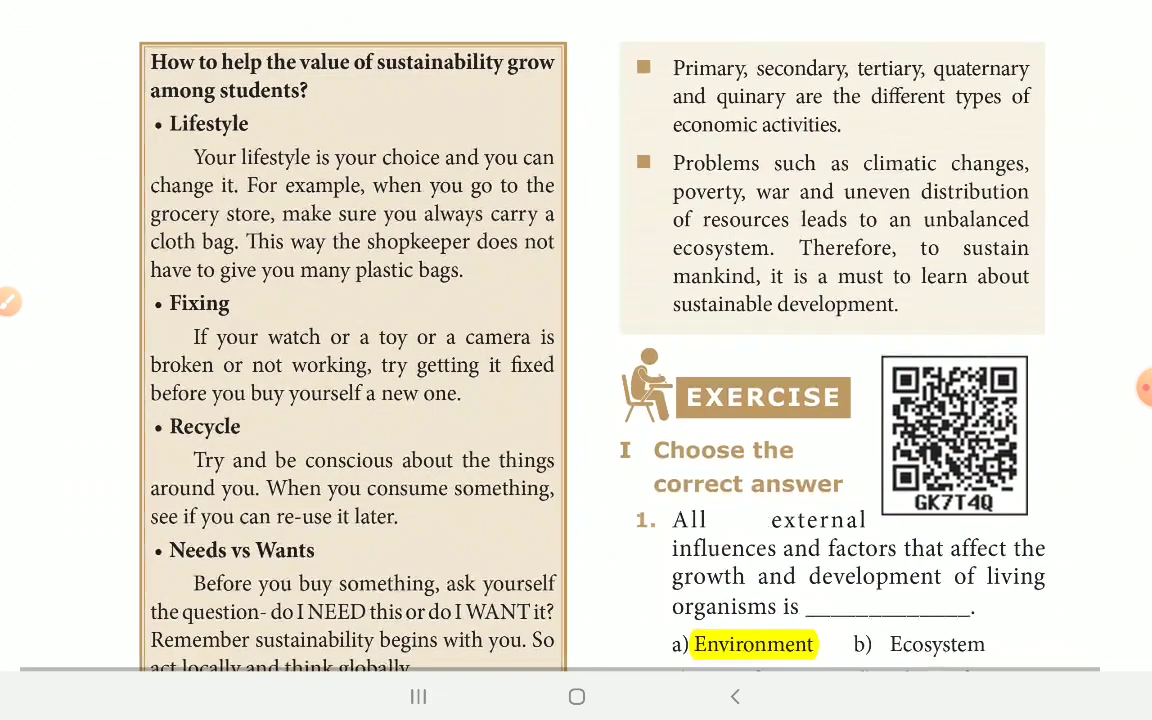 How to help the value of sustainability grow
among students?
• Lifestyle
Your lifestyle is your choice and you can
change it. For example, when you go to the
grocery store, make sure you always carry a
cloth bag. This way the shopkeeper does not
have to give you many plastic bags.
• Fixing
If your watch or a toy or a camera is
broken or not working, try getting it fixed
before you buy yourself a new one.
• Recycle
Try and be conscious about the things
around you. When you consume something,
see if you can re-use it later.
• Needs vs Wants
Before you buy something, ask yourself
the question- do I NEED this or do I WANT it?
Remember sustainability begins with you. So
act locally and think globally
■ Primary, secondary, tertiary, quaternary
and quinary are the different types of
economic activities.
■ Problems such as climatic changes,
poverty, war and uneven distribution
of resources leads to an unbalanced
ecosystem. Therefore, to sustain
mankind, it is a must to learn about
sustainable development.
EXERCISE
GK7T4Q
I Choose the
correct answer
1. All external
influences and factors that affect the
growth and development of living
organisms is _____________.
a) Environment b) Ecosystem